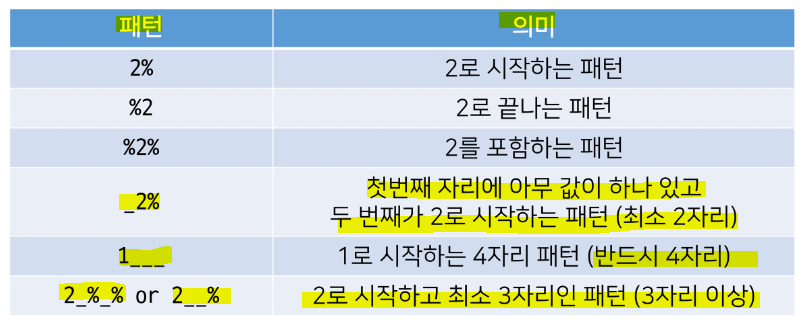 패턴 의미
2% 2로 시작하는 패턴
%2 2로 끝나는 패턴
%2% 2를 포함하는 패턴
_2% 첫번째 자리에 아무 값이 하나 있고
두 번째가 2로 시작하는 패턴 (최소 2자리)
1___ 1로 시작하는 4자리 패턴 (반드시 4자리)
2_%_% or 2__% 2로 시작하고 최소 3자리인 패턴 (3자리 이상)